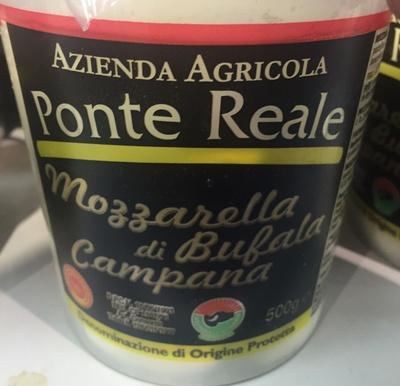 AZIENDA AGRICOLA
Ponte Reale
Mozzarella
di Bufala
Campana
500g
Denominazione di Origine Protetta